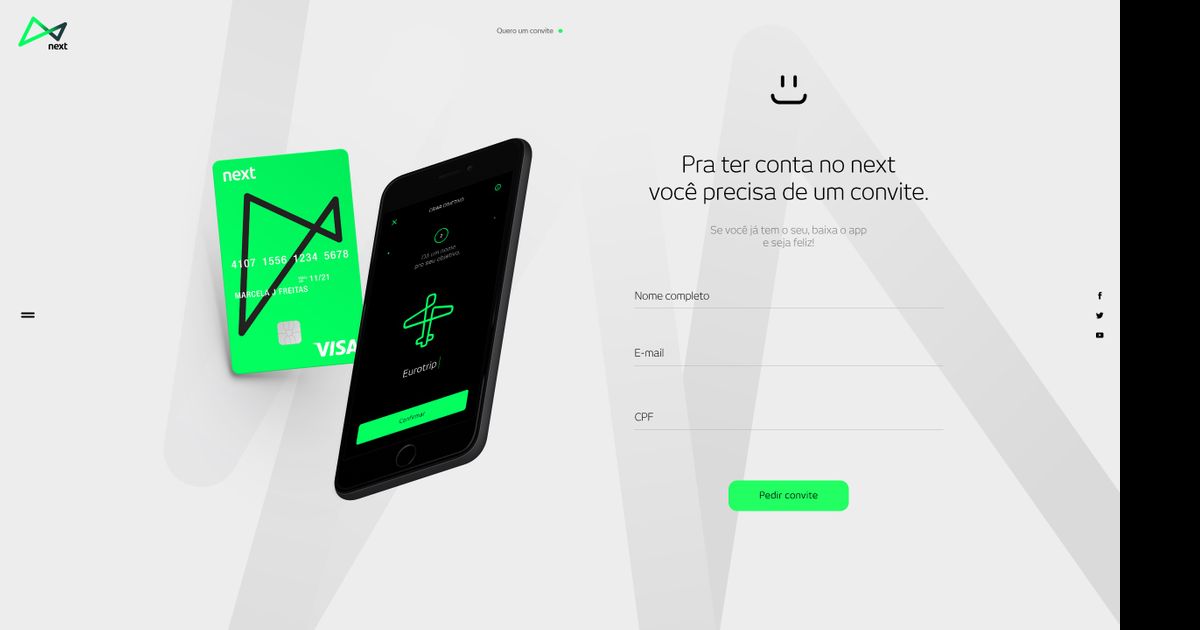 next
Quero um convite
next
4107 1556 1234 5678
11/21
MARCELA J FREITAS
VISA
CRIAR OBJETIVO
Dá um nome
pro seu objetivo.
Eurotrip
Confirmar
Pra ter conta no next
você precisa de um convite.
Se você já tem o seu, baixa o app
e seja feliz!
Nome completo
E-mail
CPF
Pedir convite